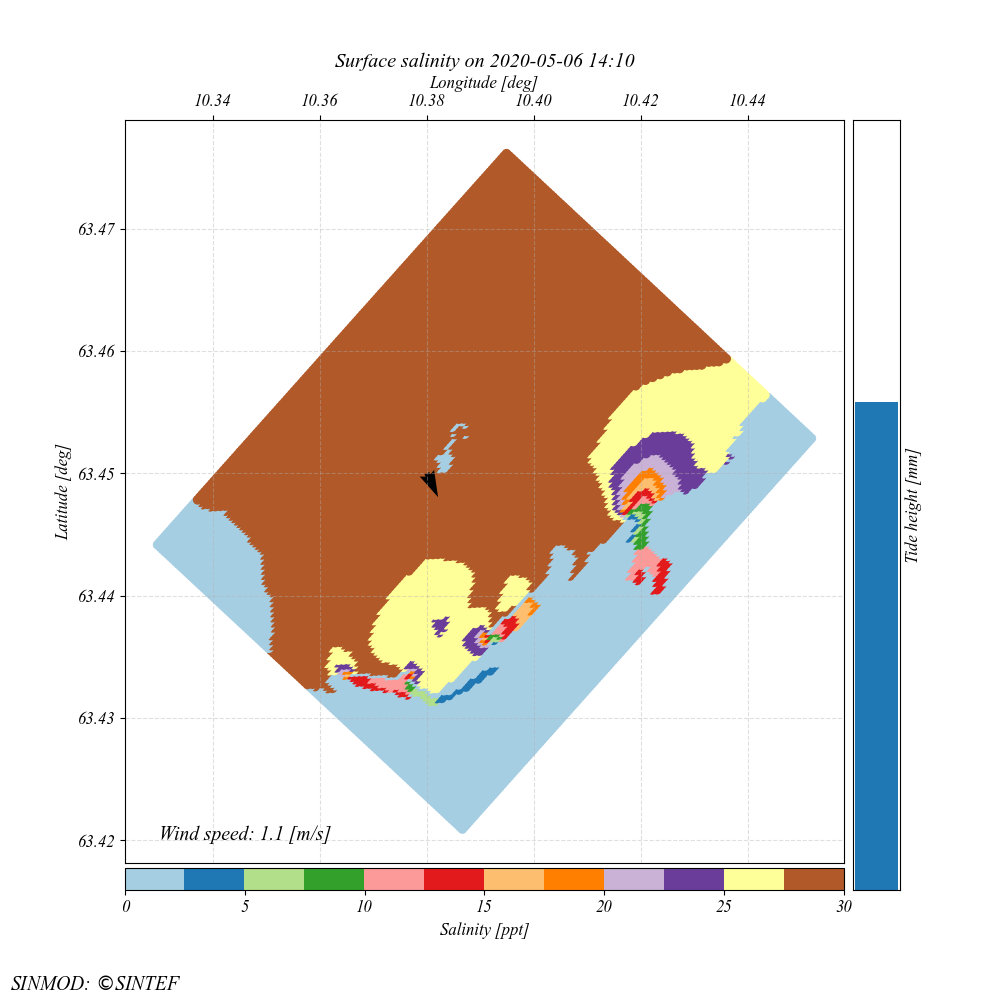 Surface salinity on 2020-05-06 14:10
Longitude [deg]
10.34 10.36 10.38 10.40 10.42 10.44
63.47
63.46
63.45
63.44
63.43
63.42
Latitude [deg]
Tide height [mm]
Wind speed: 1.1 [m/s]
0 5 10 15 20 25 30
Salinity [ppt]
SINMOD: ©SINTEF